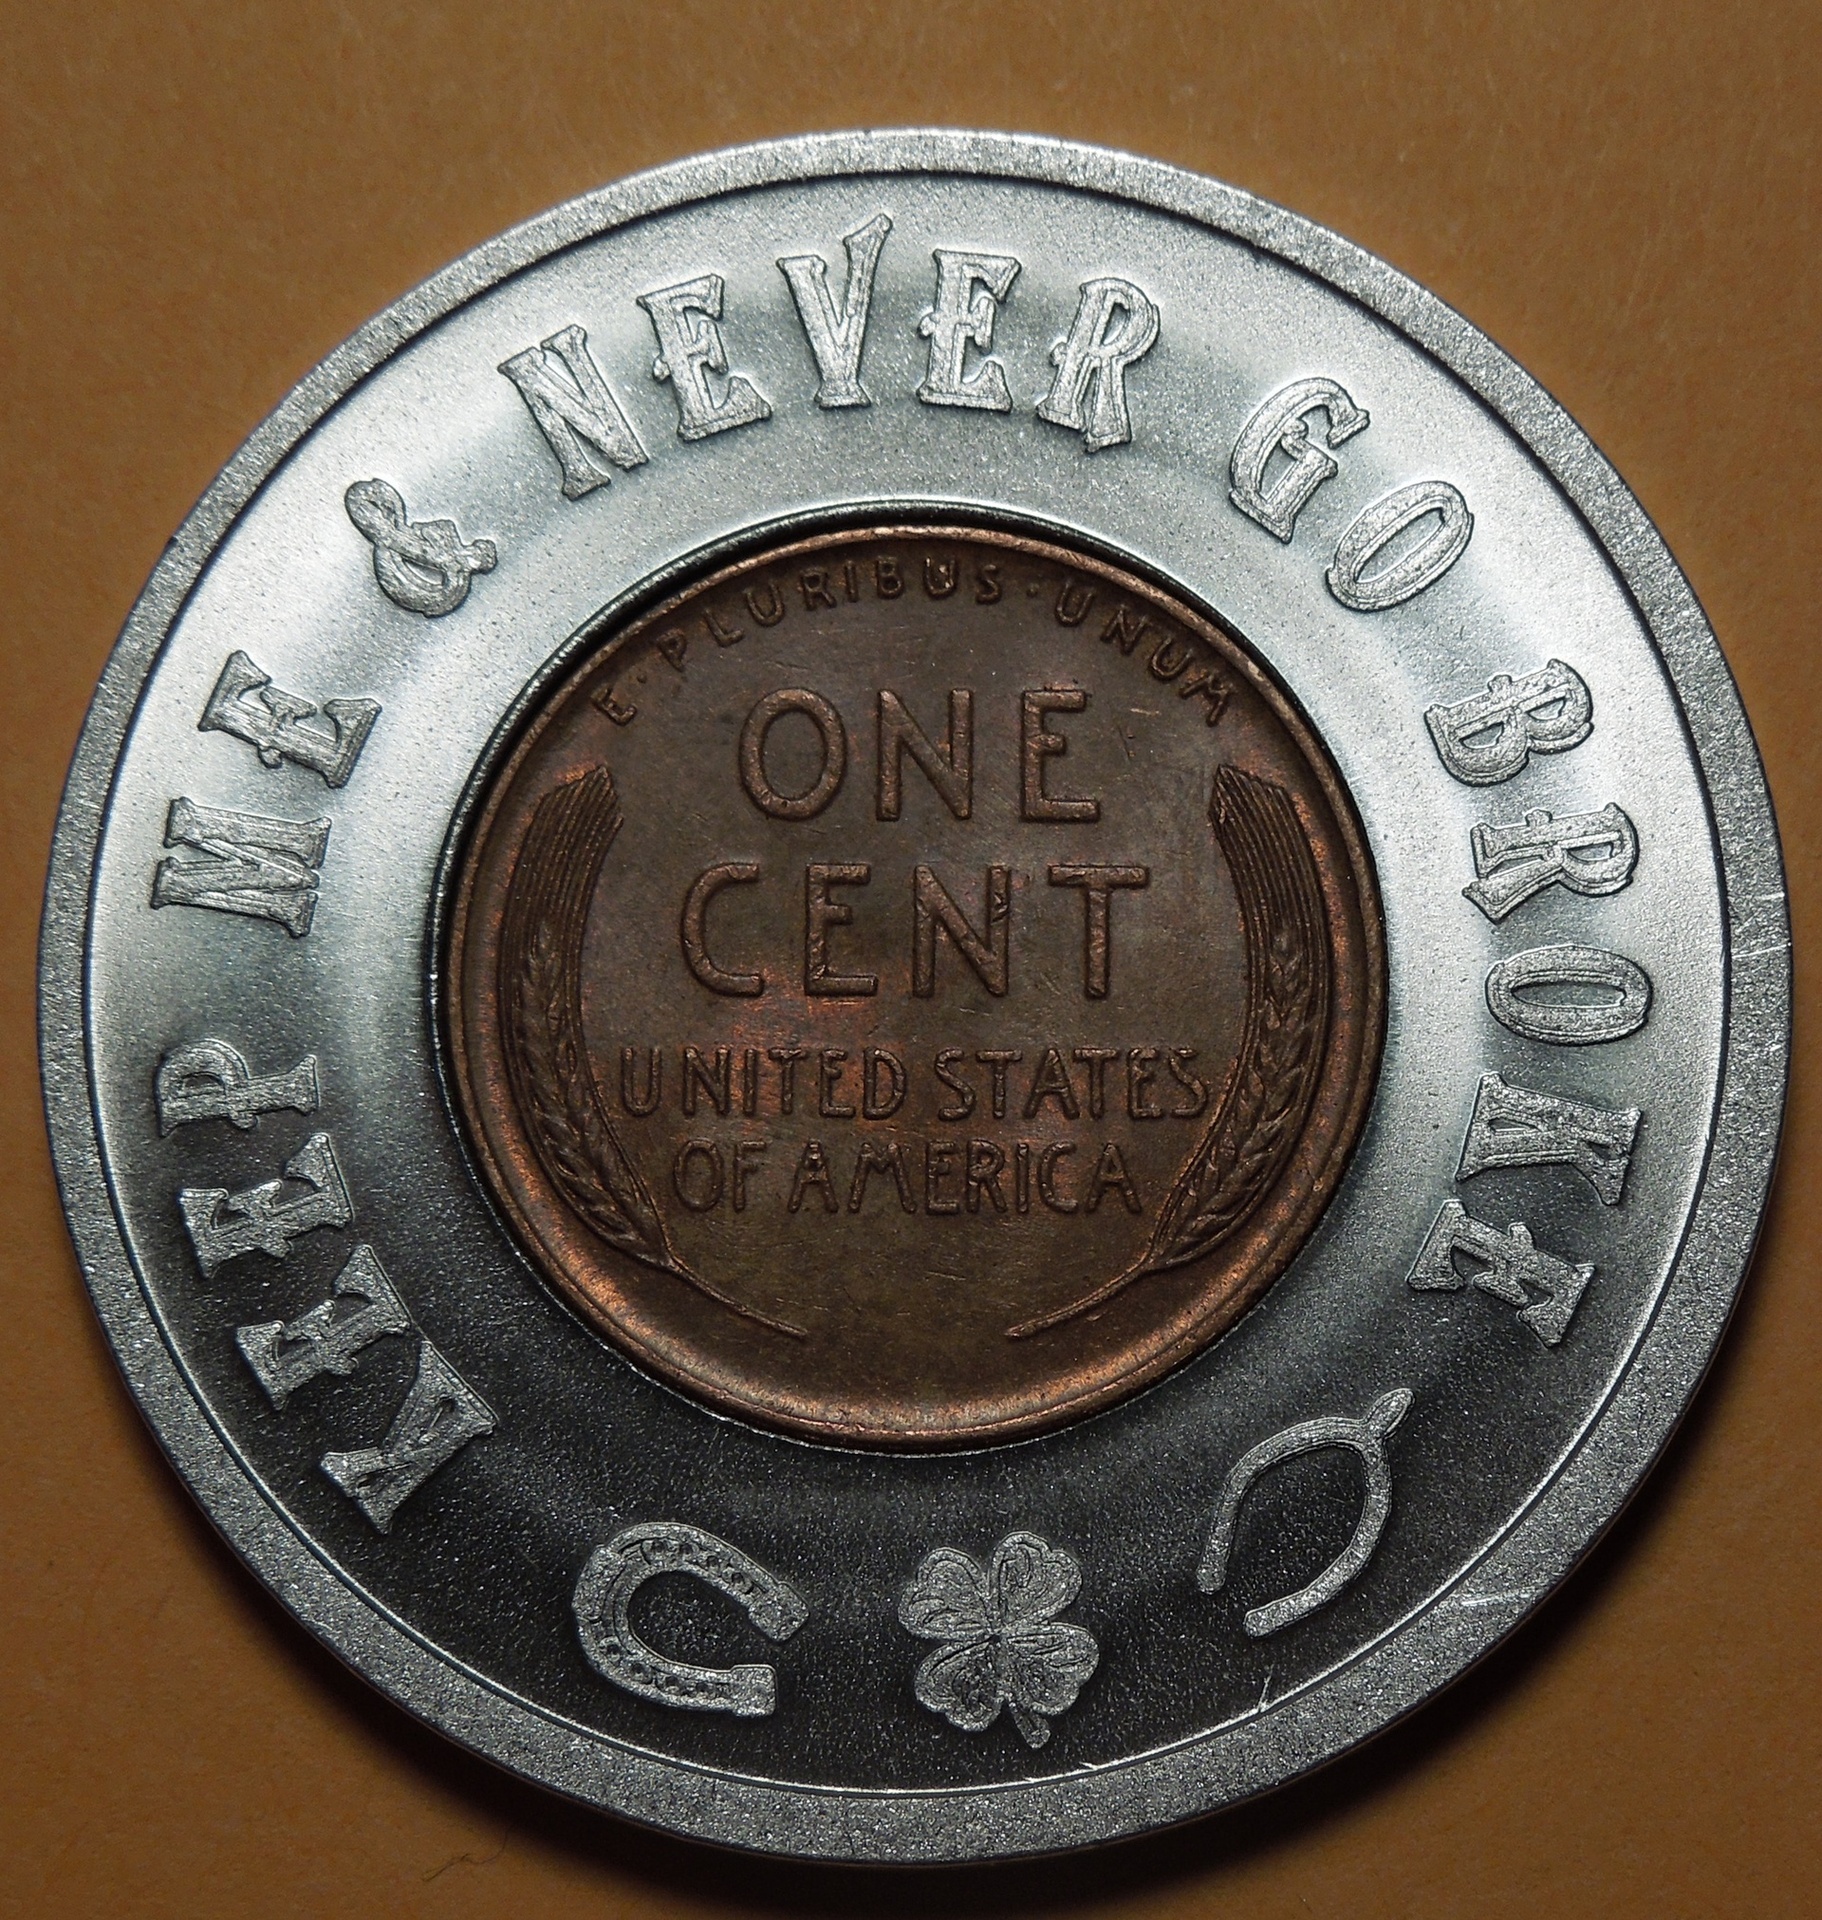 KEEP ME & NEVER GO BROKE
E·PLURIBUS·UNUM
ONE
CENT
UNITED STATES
OF AMERICA